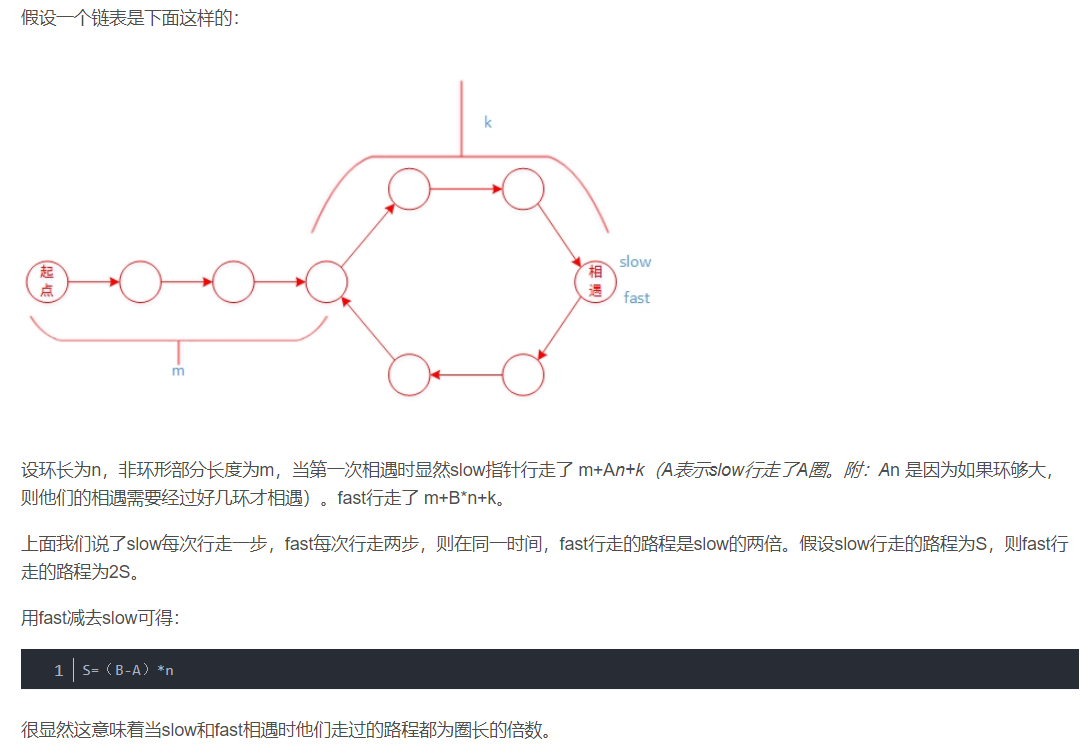 假设一个链表是下面这样的：
k
起
点
相
遇
slow
fast
m
设环长为n，非环形部分长度为m，当第一次相遇时显然slow指针行走了 m+An+k（A表示slow行走了A圈。附：An 是因为如果环够大，
则他们的相遇需要经过好几环才相遇）。fast行走了 m+B*n+k。
上面我们说了slow每次行走一步，fast每次行走两步，则在同一时间，fast行走的路程是slow的两倍。假设slow行走的路程为S，则fast行
走的路程为2S。
用fast减去slow可得：
1 S=（B-A）*n
很显然这意味着当slow和fast相遇时他们走过的路程都为圈长的倍数。